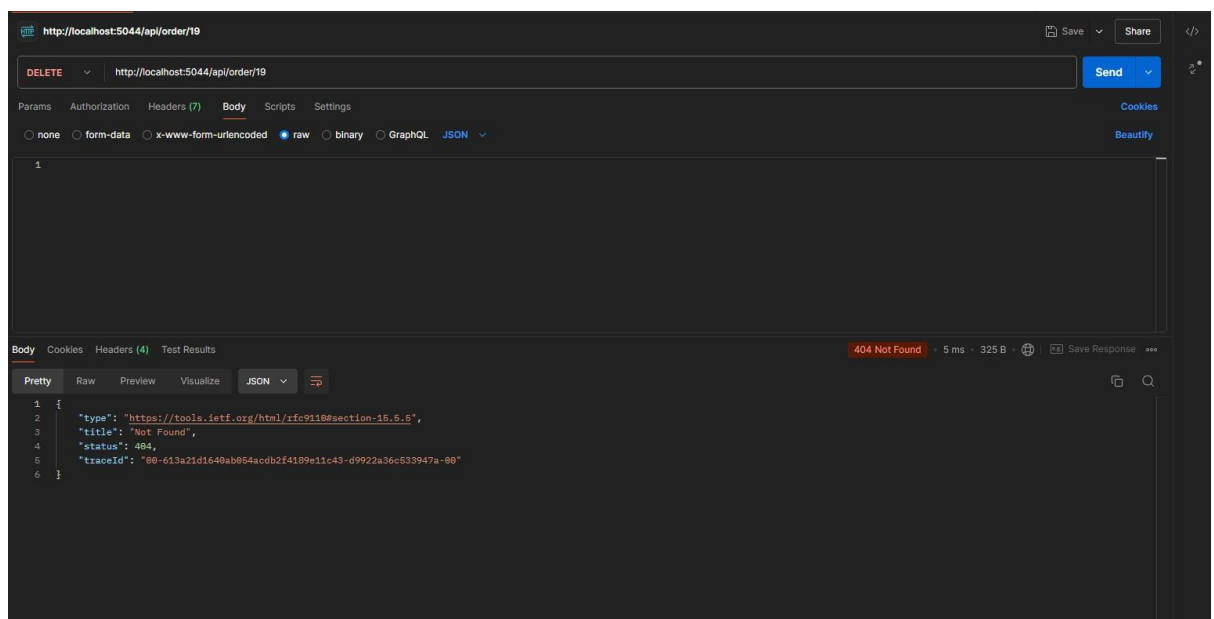 HTTP http://localhost:5044/api/order/19 Save Share </>
DELETE http://localhost:5044/api/order/19 Send
Params Authorization Headers (7) Body Scripts Settings Cookies
none form-data x-www-form-urlencoded raw binary GraphQL JSON Beautify
1
Body Cookies Headers (4) Test Results 404 Not Found 5 ms 325 B Save Response
Pretty Raw Preview Visualize JSON
1 {
2 "type": "https://tools.ietf.org/html/rfc9110#section-15.5.5",
3 "title": "Not Found",
4 "status": 404,
5 "traceId": "00-613a21d1640ab054acdb2f4189e11c43-d9922a36c533947a-00"
6 }